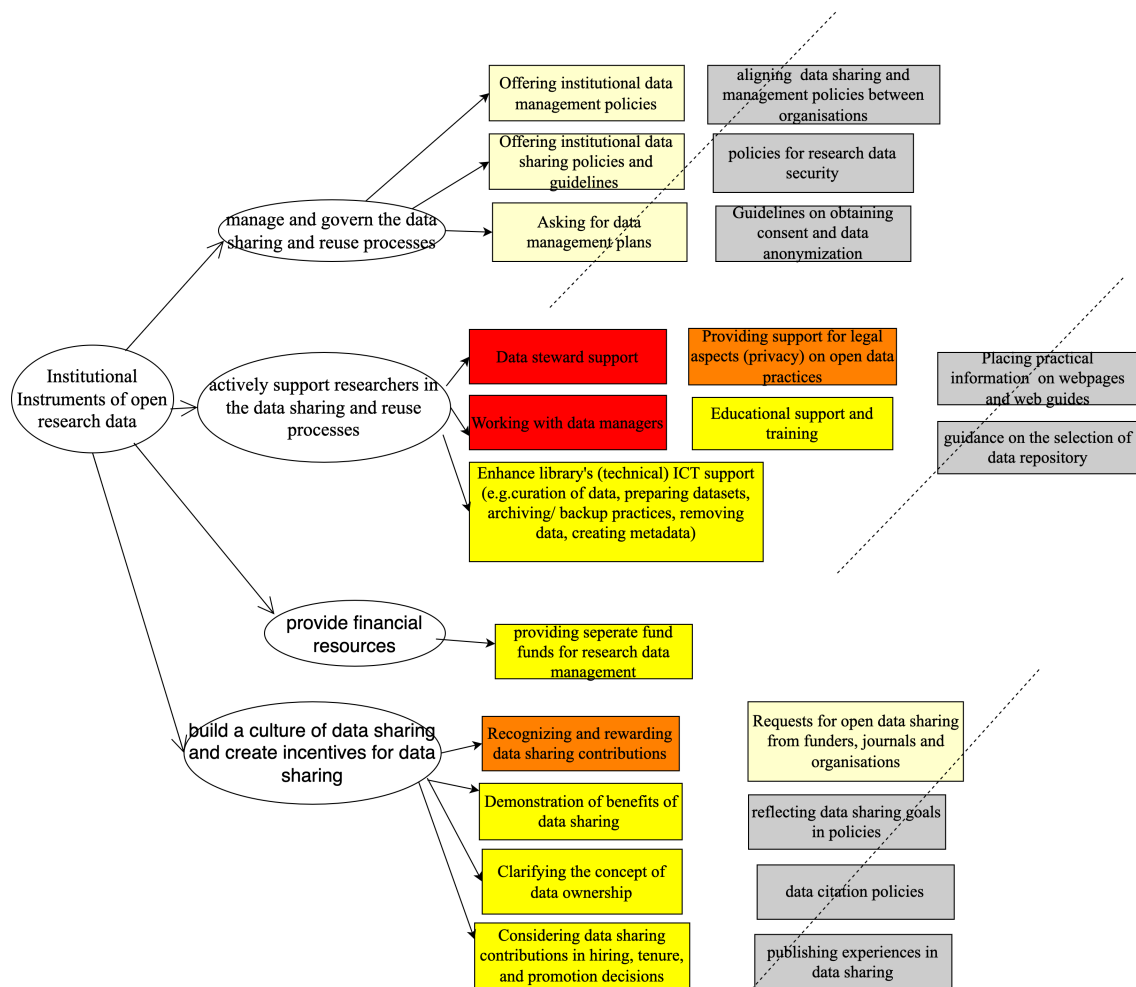 Offering institutional data
management policies
aligning  data sharing and
management policies between
organisations
Offering institutional data
sharing policies and
guidelines
policies for research data
security
manage and govern the data
sharing and reuse processes
Asking for data
management plans
Guidelines on obtaining
consent and data
anonymization
Institutional
Instruments of open
research data
actively support researchers in
the data sharing and reuse
processes
Data steward support
Providing support for legal
aspects (privacy) on open data
practices
Placing practical
information  on webpages
and web guides
Working with data managers
Educational support and
training
guidance on the selection of
data repository
Enhance library's (technical) ICT support
(e.g.curation of data, preparing datasets,
archiving/ backup practices, removing
data, creating metadata)
provide financial
resources
providing seperate fund
funds for research data
management
build a culture of data sharing
and create incentives for data
sharing
Recognizing and rewarding
data sharing contributions
Requests for open data sharing
from funders, journals and
organisations
Demonstration of benefits of
data sharing
reflecting data sharing goals
in policies
Clarifying the concept of
data ownership
data citation policies
Considering data sharing
contributions in hiring, tenure,
and promotion decisions
publishing experiences in
data sharing